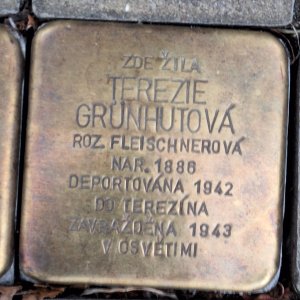 ZDE ŽILA
TEREZIE
GRÜNHUTOVÁ
ROZ. FLEISCHNEROVÁ
NAR. 1886
DEPORTOVÁNA 1942
DO TEREZÍNA
ZAVRAŽDĚNA 1943
V OSVĚTIMI